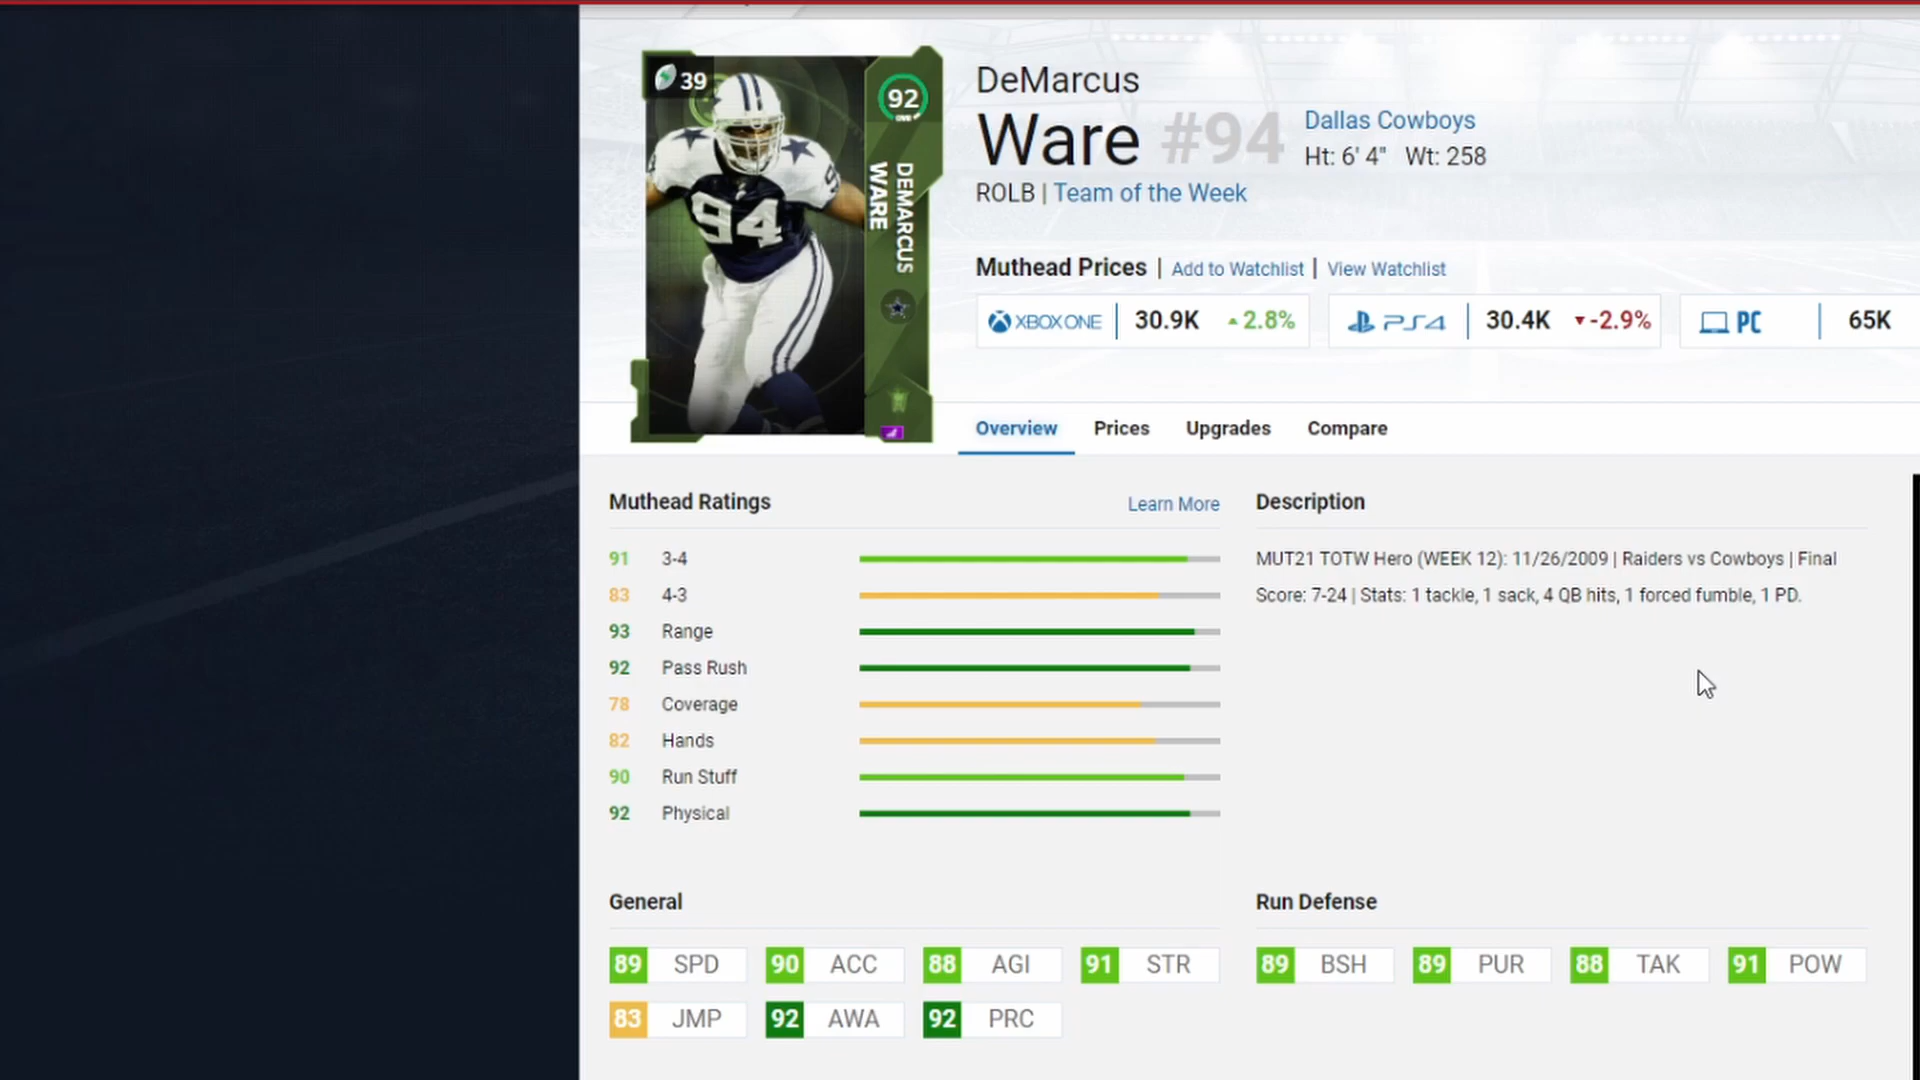 39
92
OVR
DEMARCUS
WARE
94
DeMarcus
Ware #94
Dallas Cowboys
Ht: 6' 4" Wt: 258
ROLB | Team of the Week
Muthead Prices | Add to Watchlist | View Watchlist
XBOX ONE 30.9K 2.8%
PS4 30.4K -2.9%
PC 65K
Overview Prices Upgrades Compare
Muthead Ratings Learn More
91 3-4
83 4-3
93 Range
92 Pass Rush
78 Coverage
82 Hands
90 Run Stuff
92 Physical
Description
MUT21 TOTW Hero (WEEK 12): 11/26/2009 | Raiders vs Cowboys | Final
Score: 7-24 | Stats: 1 tackle, 1 sack, 4 QB hits, 1 forced fumble, 1 PD.
General
89 SPD 90 ACC 88 AGI 91 STR
83 JMP 92 AWA 92 PRC
Run Defense
89 BSH 89 PUR 88 TAK 91 POW